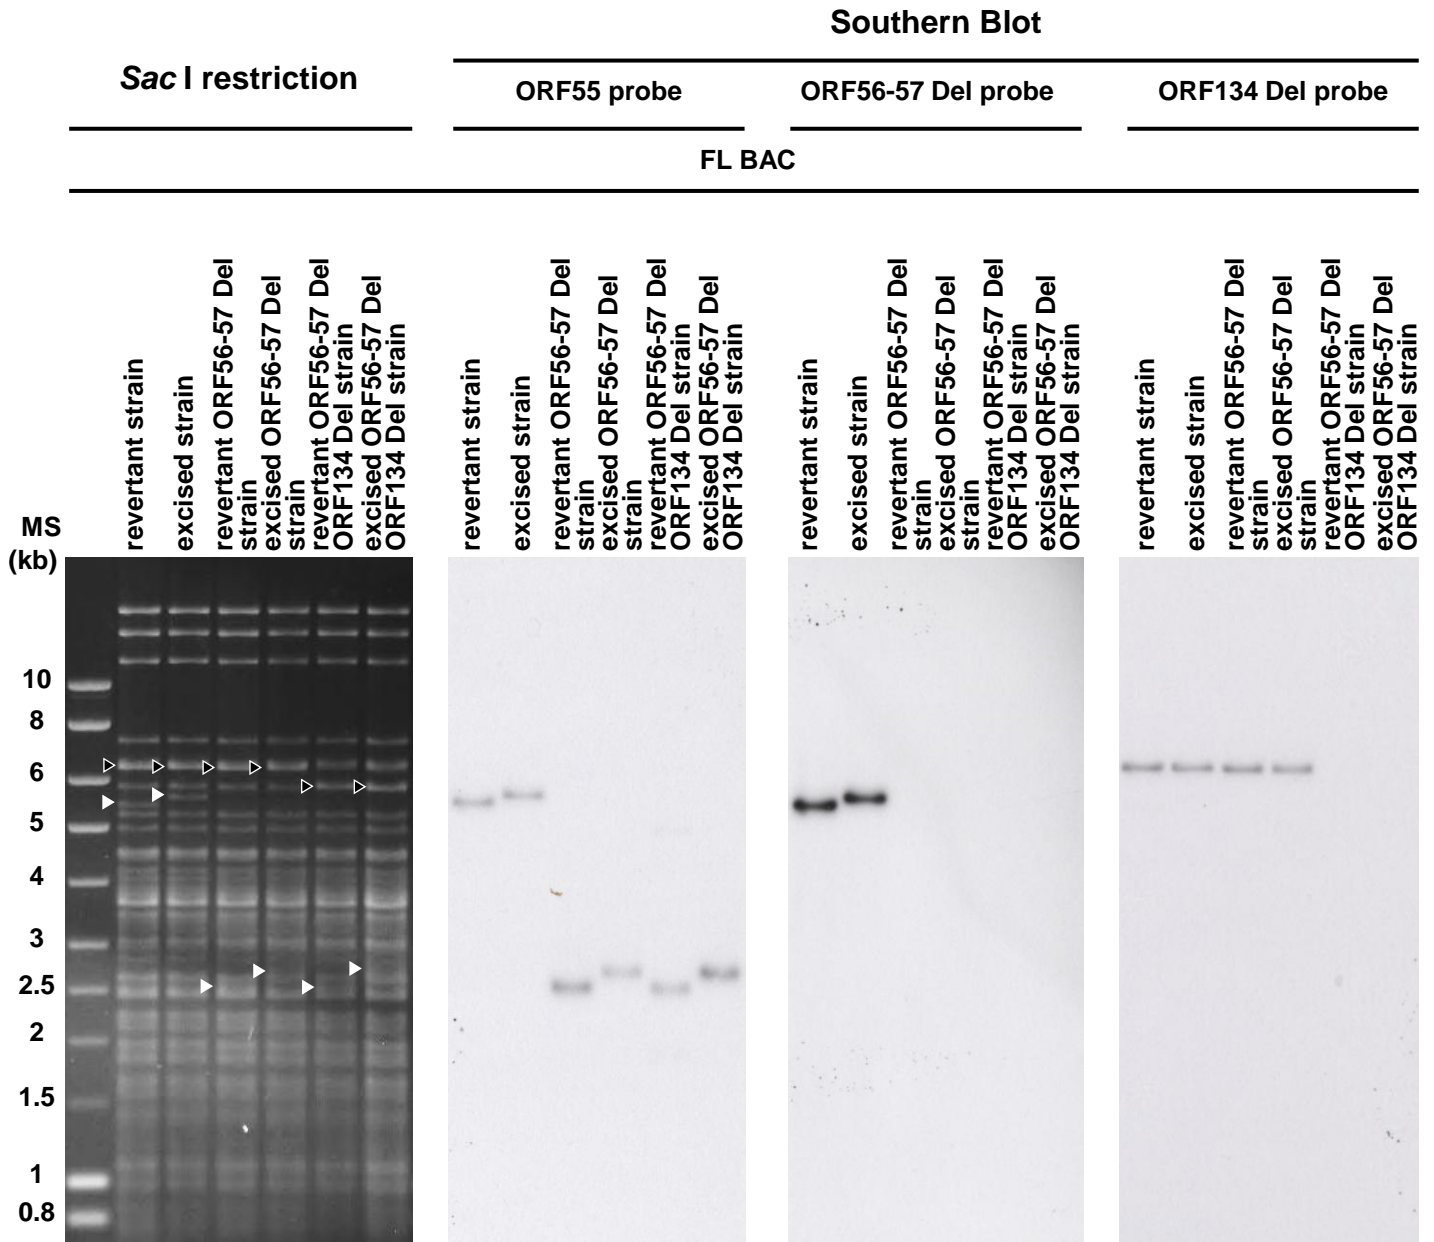 Southern Blot
Sac I restriction
ORF55 probe
ORF56-57 Del probe
ORF134 Del probe
FL BAC
revertant strain
excised strain
revertant ORF56-57 Del
strain
excised ORF56-57 Del
strain
revertant ORF56-57 Del
ORF134 Del strain
excised ORF56-57 Del
ORF134 Del strain
revertant strain
excised strain
revertant ORF56-57 Del
strain
excised ORF56-57 Del
strain
revertant ORF56-57 Del
ORF134 Del strain
excised ORF56-57 Del
ORF134 Del strain
revertant strain
excised strain
revertant ORF56-57 Del
strain
excised ORF56-57 Del
strain
revertant ORF56-57 Del
ORF134 Del strain
excised ORF56-57 Del
ORF134 Del strain
revertant strain
excised strain
revertant ORF56-57 Del
strain
excised ORF56-57 Del
strain
revertant ORF56-57 Del
ORF134 Del strain
excised ORF56-57 Del
ORF134 Del strain
MS
(kb)
10
8
6
5
4
3
2.5
2
1.5
1
0.8